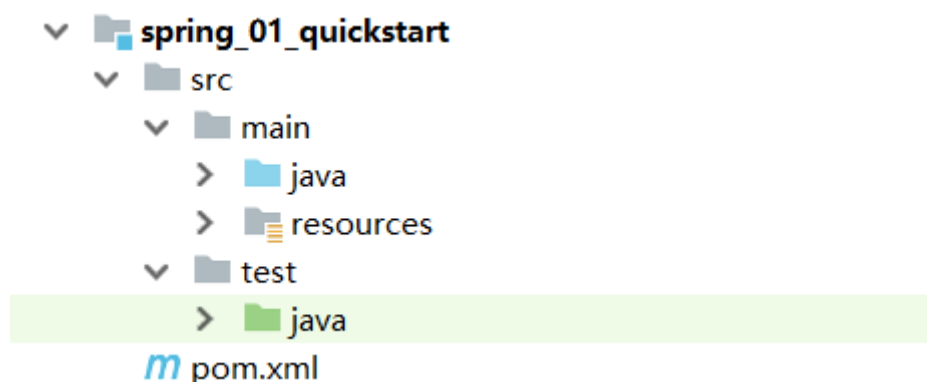 spring_01_quickstart
src
main
java
resources
test
java
pom.xml